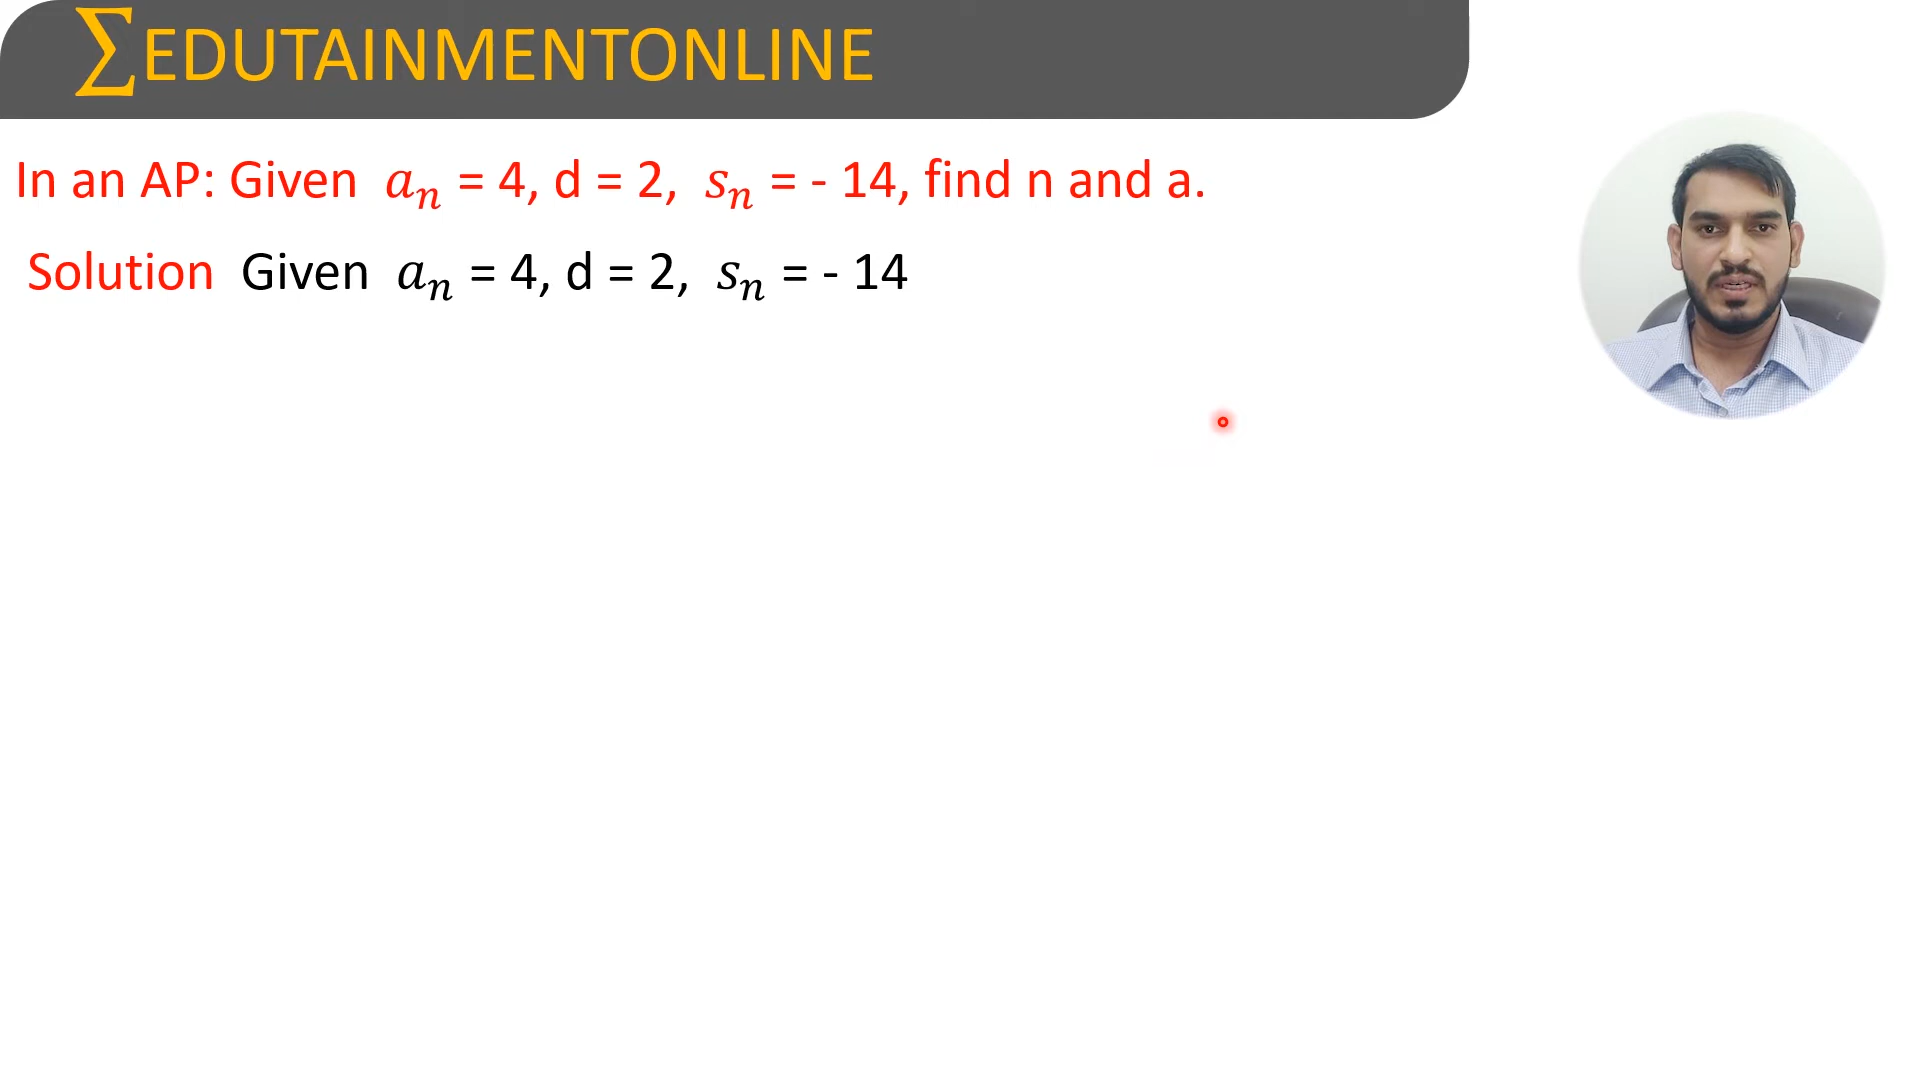 ∑EDUTAINMENTONLINE
In an AP: Given aₙ = 4, d = 2, sₙ = - 14, find n and a.
Solution Given aₙ = 4, d = 2, sₙ = - 14